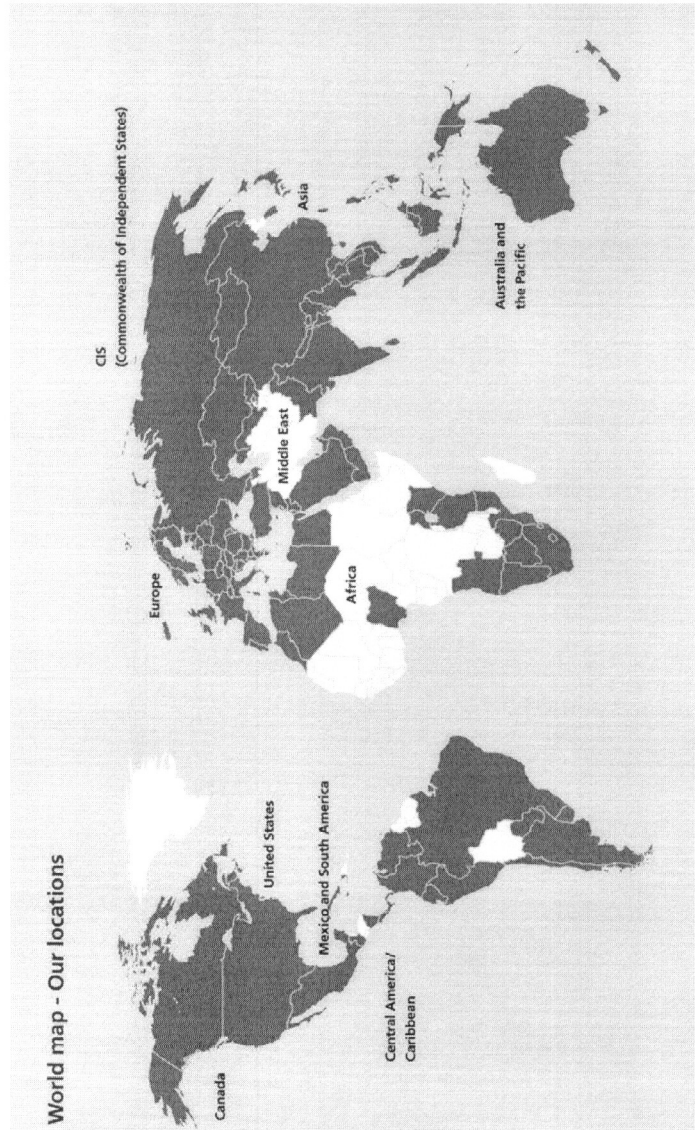 World map - Our locations
Canada
United States
Mexico and South America
Central America/
Caribbean
Europe
Africa
Middle East
CIS
(Commonwealth of Independent States)
Asia
Australia and
the Pacific